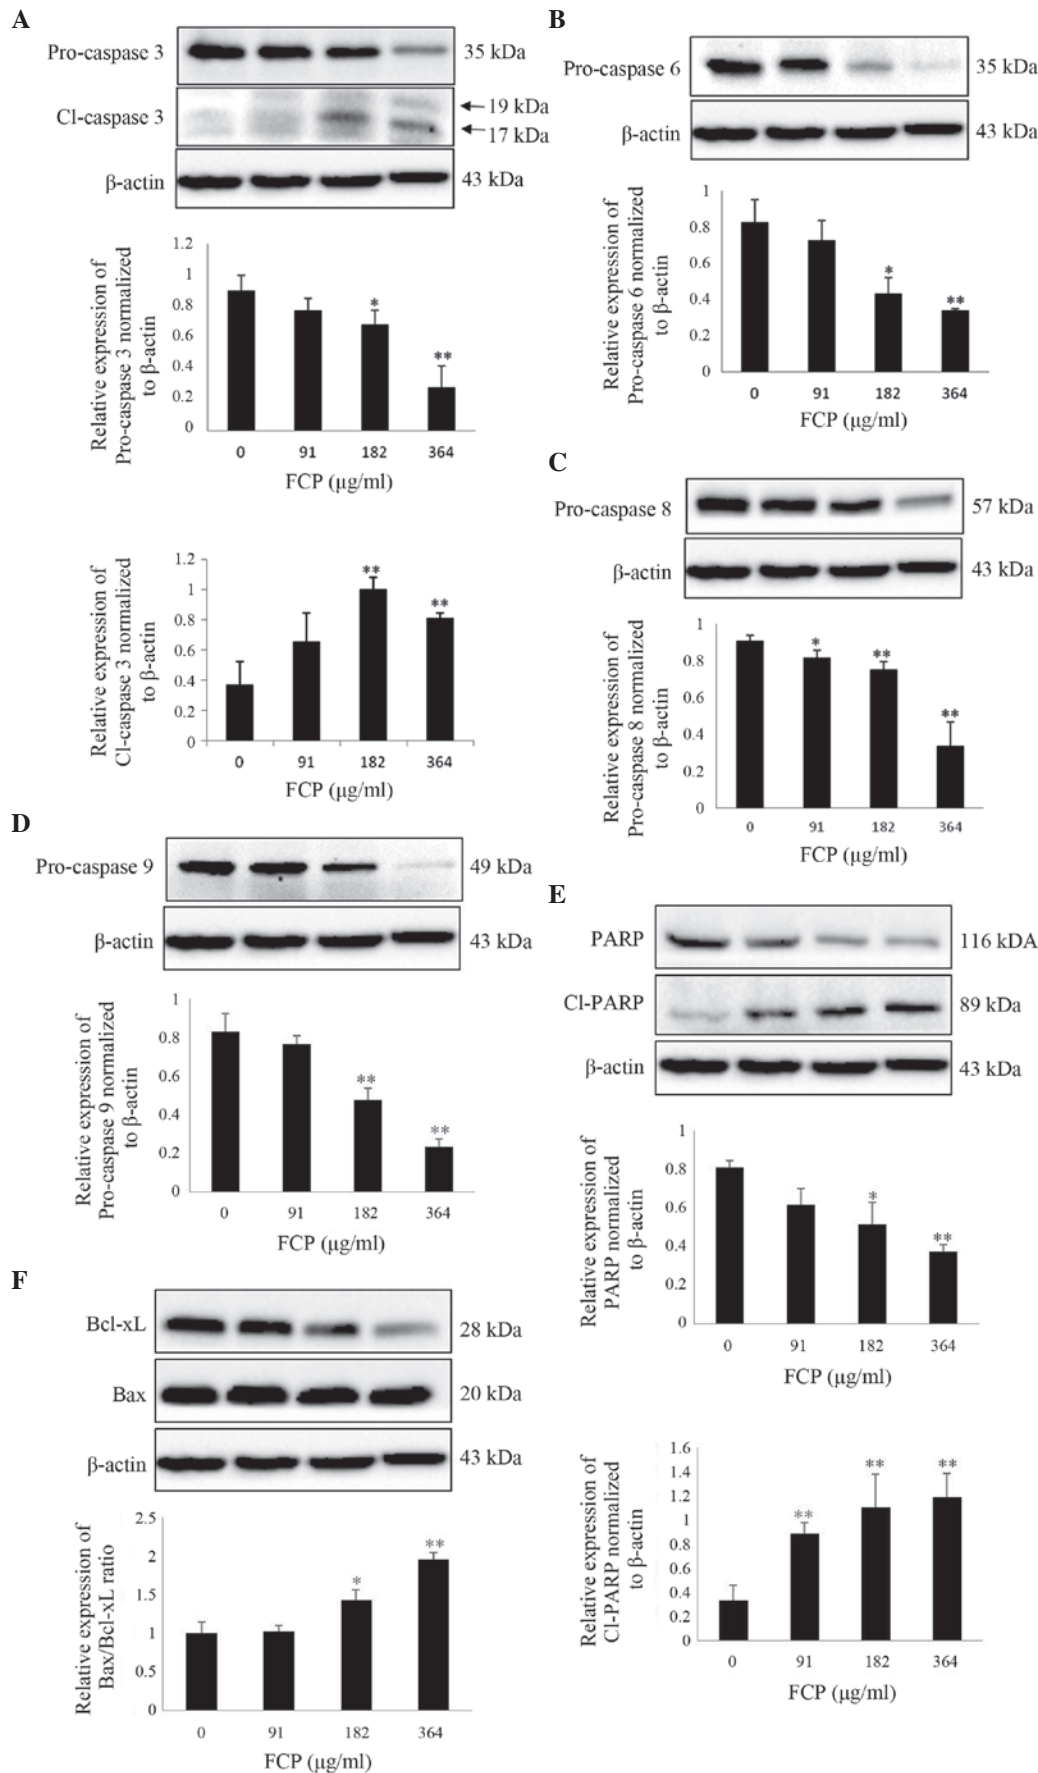 A
Pro-caspase 3
35 kDa
Cl-caspase 3
19 kDa
17 kDa
β-actin
43 kDa
Relative expression of
Pro-caspase 3 normalized
to β-actin
1.2
1
0.8
0.6
0.4
0.2
0
*
**
0 91 182 364
FCP (µg/ml)
Relative expression of
Cl-caspase 3 normalized
to β-actin
1.2
1
0.8
0.6
0.4
0.2
0
**
**
0 91 182 364
FCP (µg/ml)
B
Pro-caspase 6
35 kDa
β-actin
43 kDa
Relative expression of
Pro-caspase 6 normalized
to β-actin
1
0.8
0.6
0.4
0.2
0
*
**
0 91 182 364
FCP (µg/ml)
C
Pro-caspase 8
57 kDa
β-actin
43 kDa
Relative expression of
Pro-caspase 8 normalized
to β-actin
1
0.8
0.6
0.4
0.2
0
*
**
**
0 91 182 364
FCP (µg/ml)
D
Pro-caspase 9
49 kDa
β-actin
43 kDa
Relative expression of
Pro-caspase 9 normalized
to β-actin
1
0.8
0.6
0.4
0.2
0
**
**
0 91 182 364
FCP (µg/ml)
E
PARP
116 kDA
Cl-PARP
89 kDa
β-actin
43 kDa
Relative expression of
PARP normalized
to β-actin
1
0.8
0.6
0.4
0.2
0
*
**
0 91 182 364
FCP (µg/ml)
Relative expression of
Cl-PARP normalized
to β-actin
1.6
1.4
1.2
1
0.8
0.6
0.4
0.2
0
**
**
**
0 91 182 364
FCP (µg/ml)
F
Bcl-xL
28 kDa
Bax
20 kDa
β-actin
43 kDa
Relative expression of
Bax/Bcl-xL ratio
2.5
2
1.5
1
0.5
0
*
**
0 91 182 364
FCP (µg/ml)